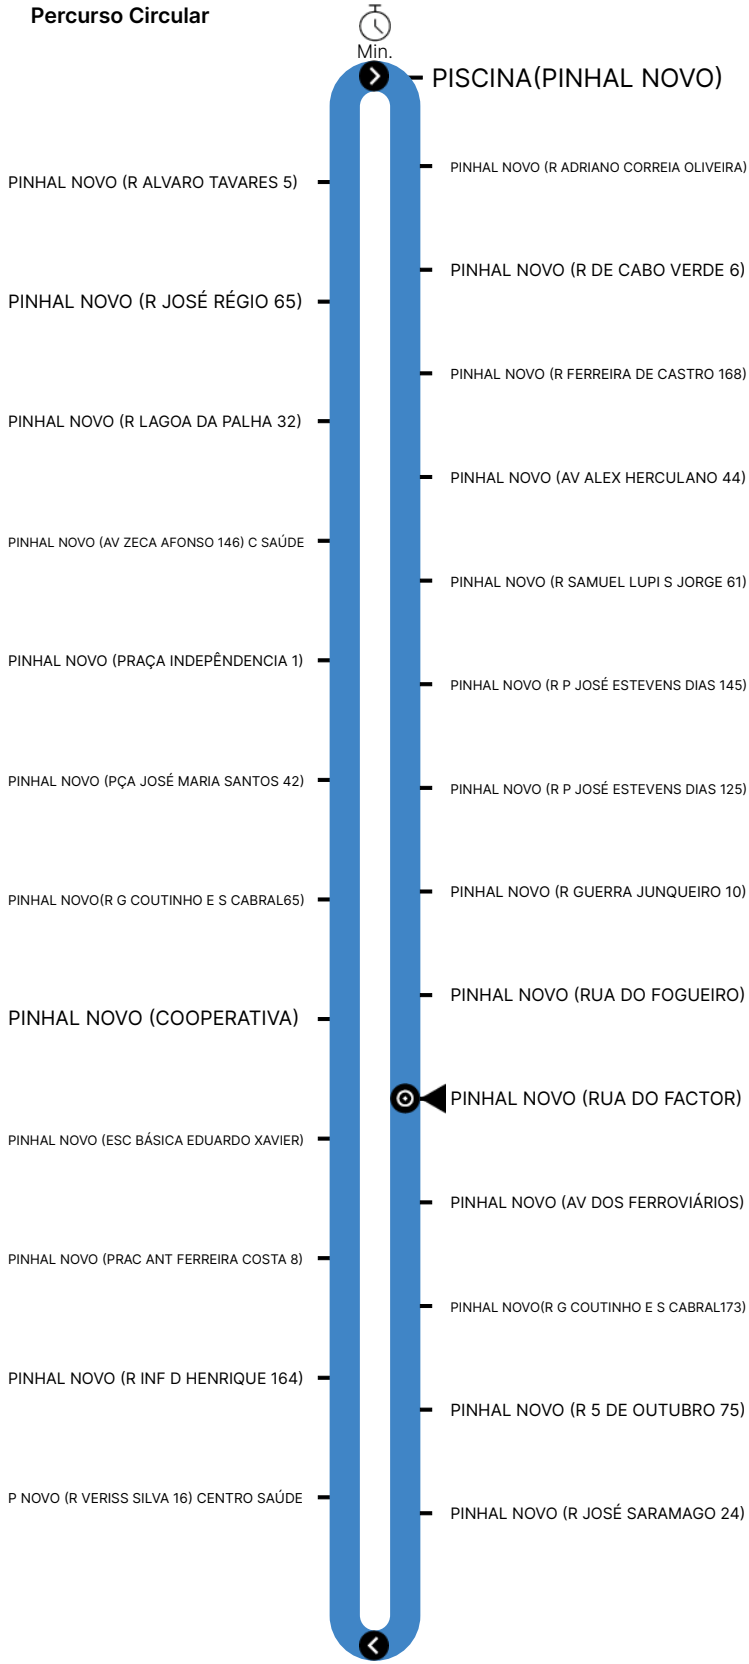 Percurso Circular
Min.
PISCINA(PINHAL NOVO)
PINHAL NOVO (R ADRIANO CORREIA OLIVEIRA)
PINHAL NOVO (R DE CABO VERDE 6)
PINHAL NOVO (R FERREIRA DE CASTRO 168)
PINHAL NOVO (AV ALEX HERCULANO 44)
PINHAL NOVO (R SAMUEL LUPI S JORGE 61)
PINHAL NOVO (R P JOSÉ ESTEVENS DIAS 145)
PINHAL NOVO (R P JOSÉ ESTEVENS DIAS 125)
PINHAL NOVO (R GUERRA JUNQUEIRO 10)
PINHAL NOVO (RUA DO FOGUEIRO)
PINHAL NOVO (RUA DO FACTOR)
PINHAL NOVO (AV DOS FERROVIÁRIOS)
PINHAL NOVO(R G COUTINHO E S CABRAL173)
PINHAL NOVO (R 5 DE OUTUBRO 75)
PINHAL NOVO (R JOSÉ SARAMAGO 24)
PINHAL NOVO (R ALVARO TAVARES 5)
PINHAL NOVO (R JOSÉ RÉGIO 65)
PINHAL NOVO (R LAGOA DA PALHA 32)
PINHAL NOVO (AV ZECA AFONSO 146) C SAÚDE
PINHAL NOVO (PRAÇA INDEPÊNDENCIA 1)
PINHAL NOVO (PÇA JOSÉ MARIA SANTOS 42)
PINHAL NOVO(R G COUTINHO E S CABRAL65)
PINHAL NOVO (COOPERATIVA)
PINHAL NOVO (ESC BÁSICA EDUARDO XAVIER)
PINHAL NOVO (PRAC ANT FERREIRA COSTA 8)
PINHAL NOVO (R INF D HENRIQUE 164)
P NOVO (R VERISS SILVA 16) CENTRO SAÚDE